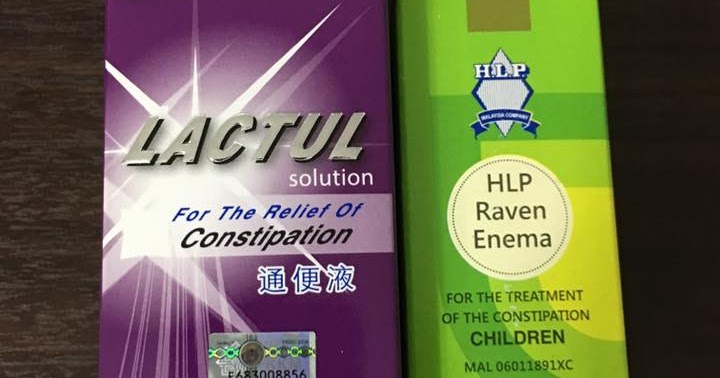 LACTUL
solution
For The Relief Of
Constipation
通便液
F683008856
H.L.P.
MALAYSIA COMPANY
HLP
Raven
Enema
FOR THE TREATMENT
OF THE CONSTIPATION
CHILDREN
MAL 06011891XC